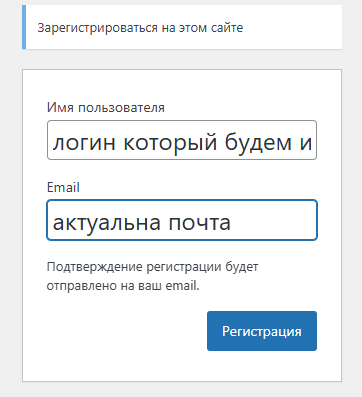 Зарегистрироваться на этом сайте
Имя пользователя
логин который будем и
Email
актуальна почта
Подтверждение регистрации будет
отправлено на ваш email.
Регистрация